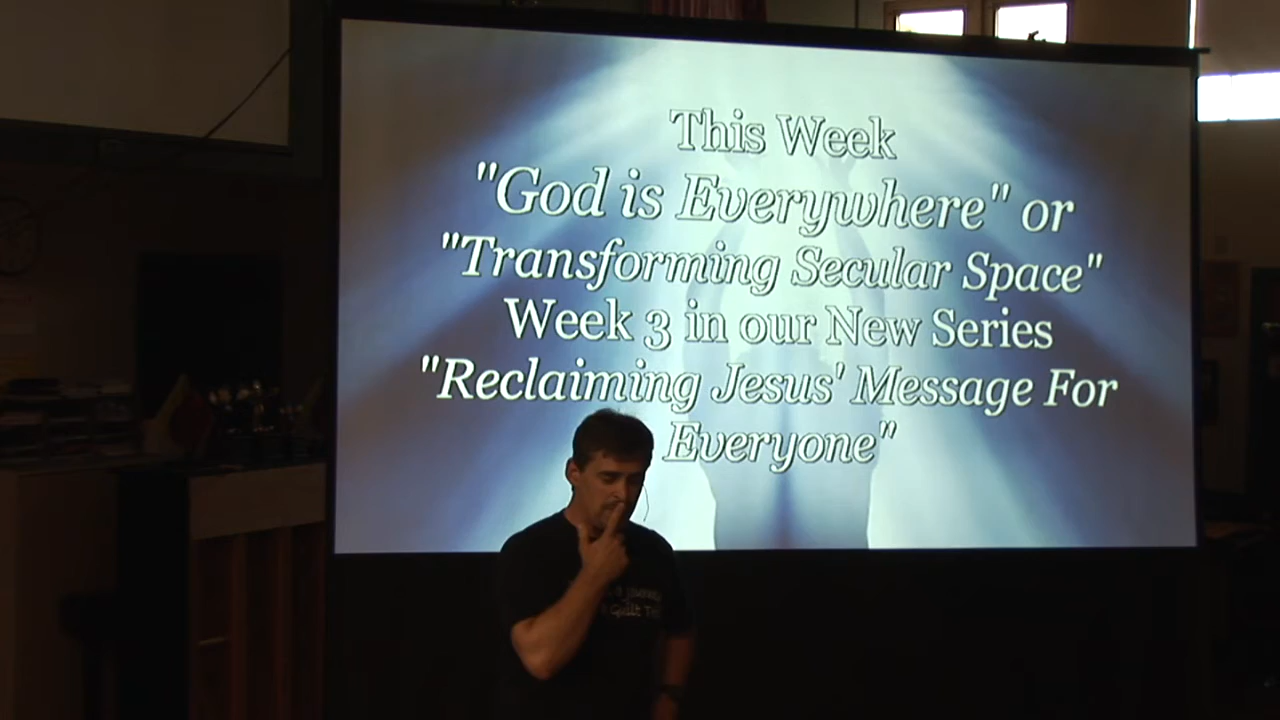 This Week
"God is Everywhere" or
"Transforming Secular Space"
Week 3 in our New Series
"Reclaiming Jesus' Message For
Everyone"
Quilt